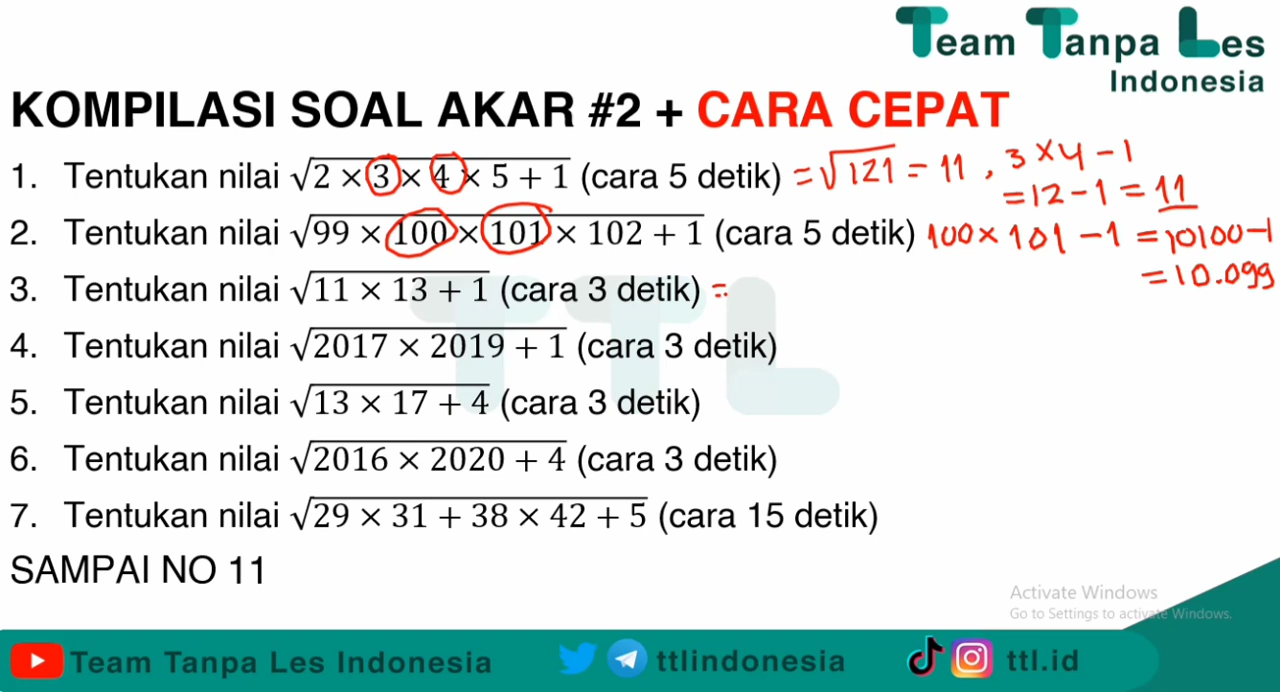 Team Tanpa Les
Indonesia
KOMPILASI SOAL AKAR #2 + CARA CEPAT
1. Tentukan nilai √2 × 3 × 4 × 5 + 1 (cara 5 detik) = √121 = 11 , 3 × 4 - 1
= 12 - 1 = 11
2. Tentukan nilai √99 × 100 × 101 × 102 + 1 (cara 5 detik) 100 × 101 - 1 = 10100 - 1
= 10.099
3. Tentukan nilai √11 × 13 + 1 (cara 3 detik) =
4. Tentukan nilai √2017 × 2019 + 1 (cara 3 detik)
5. Tentukan nilai √13 × 17 + 4 (cara 3 detik)
6. Tentukan nilai √2016 × 2020 + 4 (cara 3 detik)
7. Tentukan nilai √29 × 31 + 38 × 42 + 5 (cara 15 detik)
SAMPAI NO 11
TTL
Activate Windows
Go to Settings to activate Windows.
Team Tanpa Les Indonesia ttlindonesia ttl.id